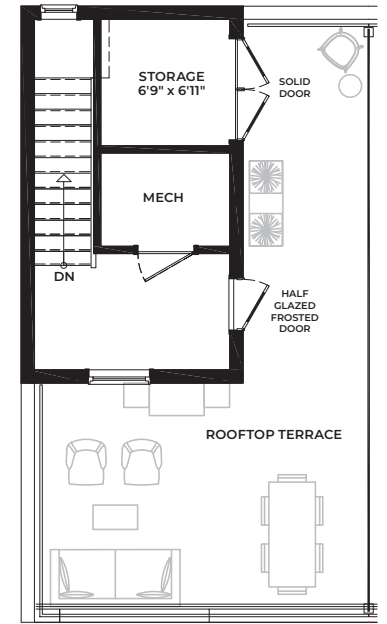 STORAGE
6'9" x 6'11"
SOLID
DOOR
MECH
DN
HALF
GLAZED
FROSTED
DOOR
ROOFTOP TERRACE